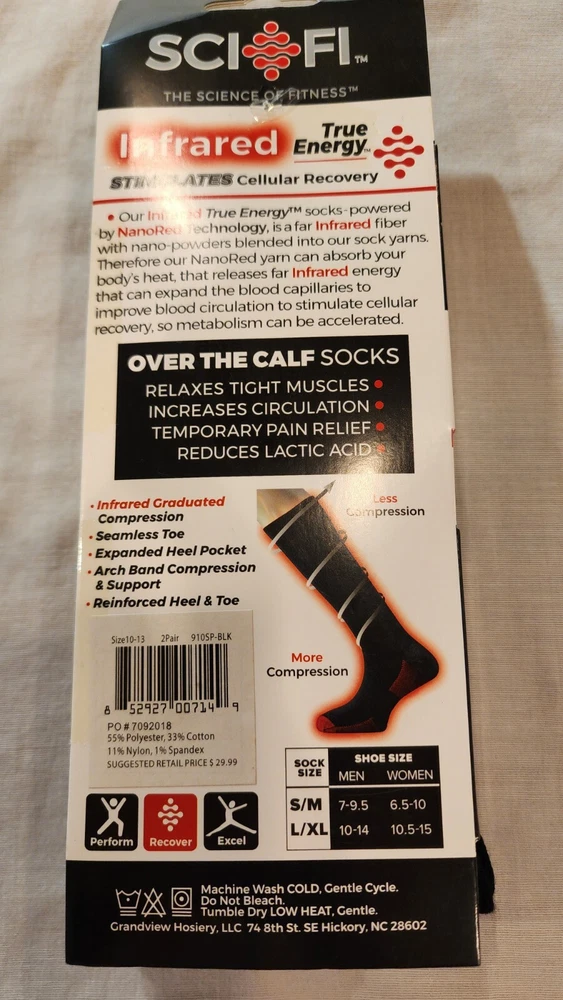 SCI FI™
THE SCIENCE OF FITNESS™
Infrared True Energy™
STIMULATES Cellular Recovery
• Our Infrared True Energy™ socks-powered
by NanoRed Technology, is a far Infrared fiber
with nano-powders blended into our sock yarns.
Therefore our NanoRed yarn can absorb your
body's heat, that releases far Infrared energy
that can expand the blood capillaries to
improve blood circulation to stimulate cellular
recovery, so metabolism can be accelerated.
OVER THE CALF SOCKS
RELAXES TIGHT MUSCLES •
INCREASES CIRCULATION •
TEMPORARY PAIN RELIEF •
REDUCES LACTIC ACID •
• Infrared Graduated
Compression
• Seamless Toe
• Expanded Heel Pocket
• Arch Band Compression
& Support
• Reinforced Heel & Toe
Less
Compression
More
Compression
Size10-13 2Pair 910SP-BLK
8 52927 00714 9
PO # 7092018
55% Polyester, 33% Cotton
11% Nylon, 1% Spandex
SUGGESTED RETAIL PRICE $ 29.99
Perform Recover Excel
SOCK SIZE SHOE SIZE
MEN WOMEN
S/M 7-9.5 6.5-10
L/XL 10-14 10.5-15
Machine Wash COLD, Gentle Cycle.
Do Not Bleach.
Tumble Dry LOW HEAT, Gentle.
Grandview Hosiery, LLC 74 8th St. SE Hickory, NC 28602